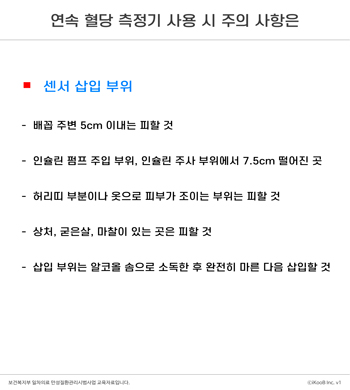 연속 혈당 측정기 사용 시 주의 사항은
■ 센서 삽입 부위
- 배꼽 주변 5cm 이내는 피할 것
- 인슐린 펌프 주입 부위, 인슐린 주사 부위에서 7.5cm 떨어진 곳
- 허리띠 부분이나 옷으로 피부가 조이는 부위는 피할 것
- 상처, 굳은살, 마찰이 있는 곳은 피할 것
- 삽입 부위는 알코올 솜으로 소독한 후 완전히 마른 다음 삽입할 것
보건복지부 일차의료 만성질환관리시범사업 교육자료입니다.
ⓒiKooB Inc. v1